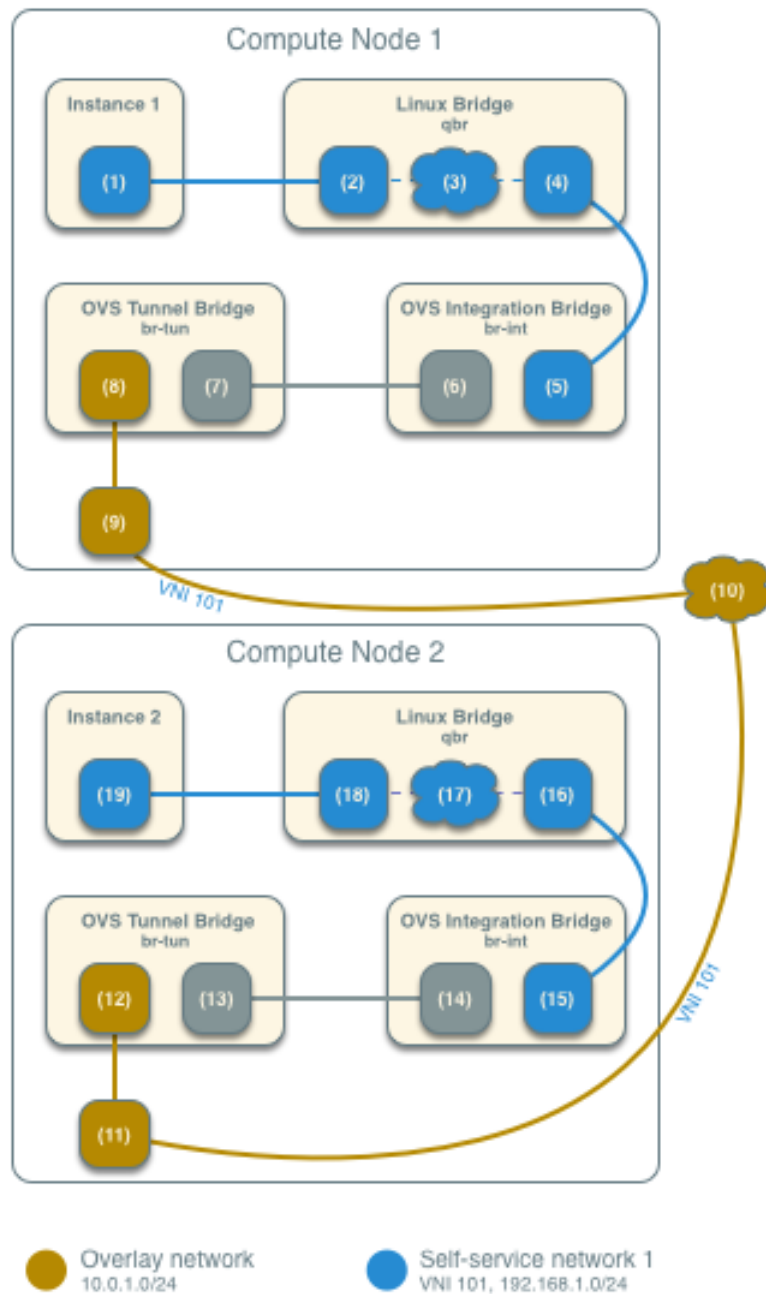 Compute Node 1
Instance 1
Linux Bridge
qbr
(1)
(2)
(3)
(4)
OVS Tunnel Bridge
br-tun
OVS Integration Bridge
br-int
(8)
(7)
(6)
(5)
(9)
VNI 101
(10)
Compute Node 2
Instance 2
Linux Bridge
qbr
(19)
(18)
(17)
(16)
OVS Tunnel Bridge
br-tun
OVS Integration Bridge
br-int
(12)
(13)
(14)
(15)
VNI 101
(11)
Overlay network
10.0.1.0/24
Self-service network 1
VNI 101, 192.168.1.0/24